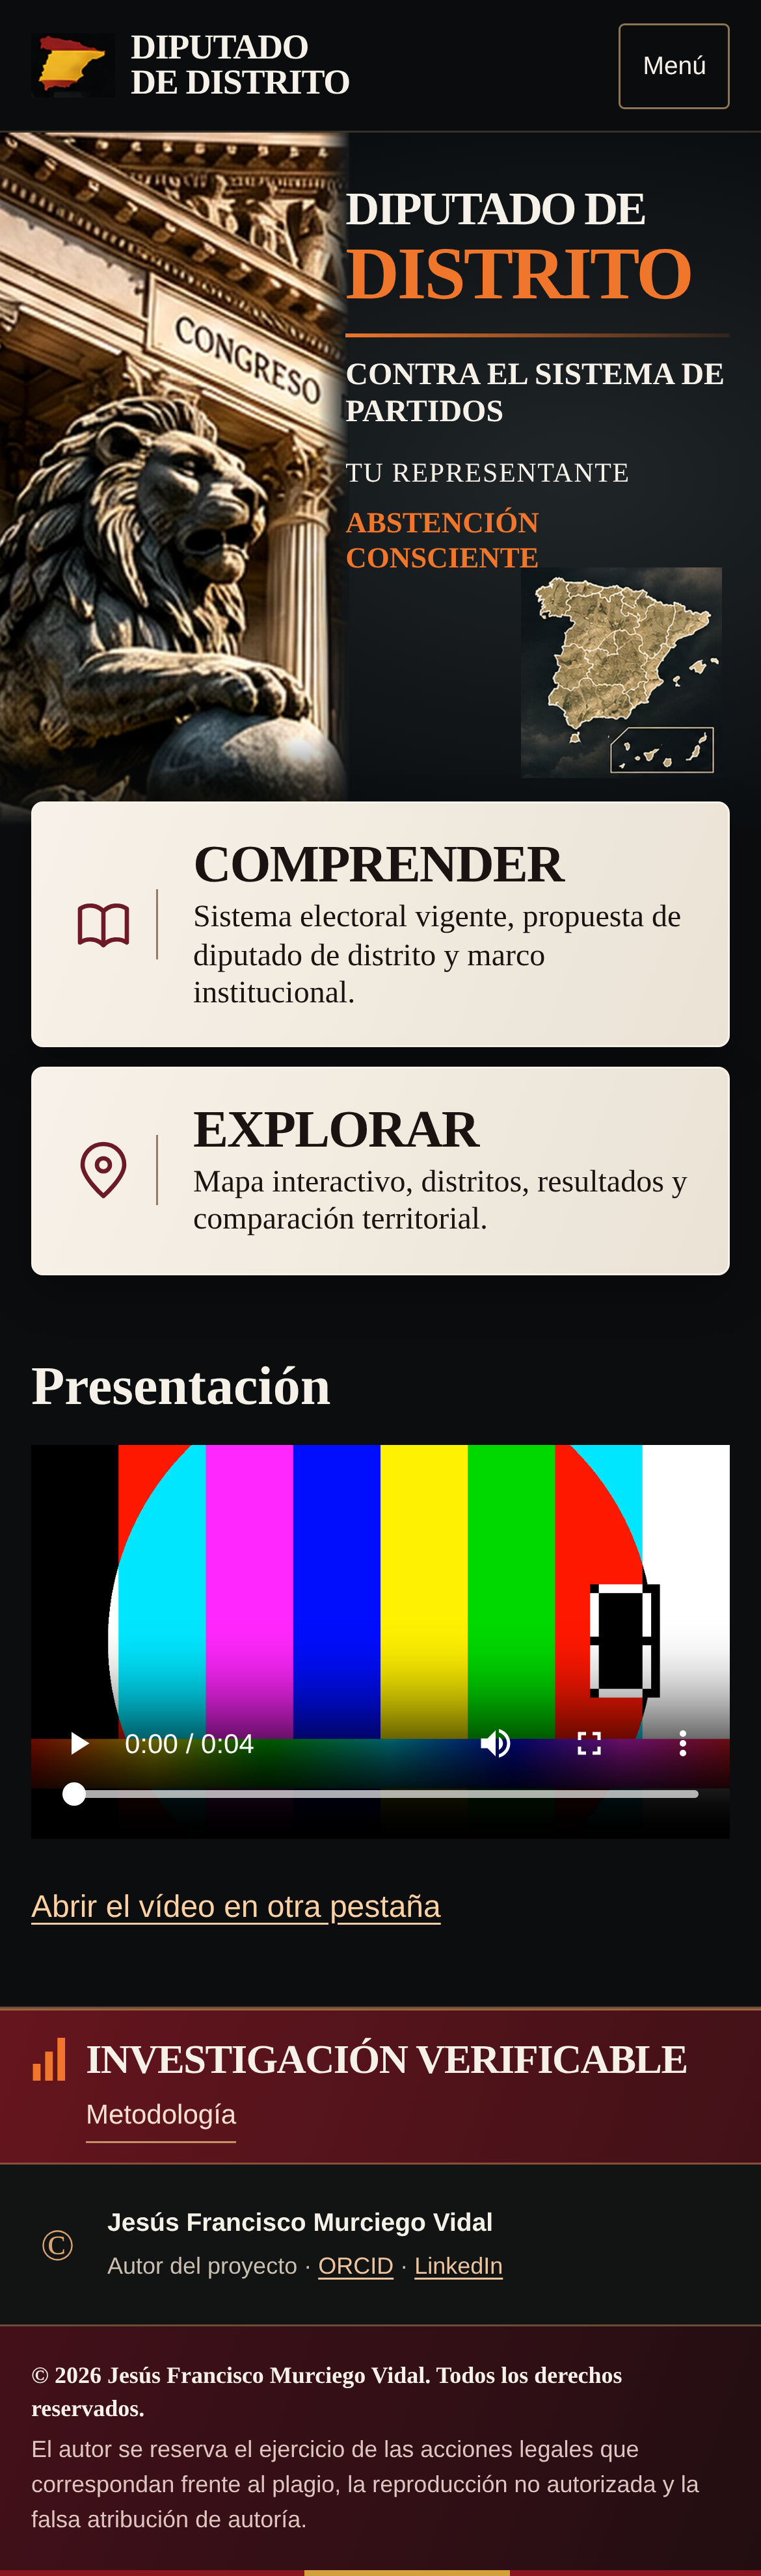 DIPUTADO
DE DISTRITO
Menú
CONGRESO
DIPUTADO DE
DISTRITO
CONTRA EL SISTEMA DE
PARTIDOS
TU REPRESENTANTE
ABSTENCIÓN
CONSCIENTE
COMPRENDER
Sistema electoral vigente, propuesta de
diputado de distrito y marco
institucional.
EXPLORAR
Mapa interactivo, distritos, resultados y
comparación territorial.
Presentación
0:00 / 0:04
Abrir el vídeo en otra pestaña
INVESTIGACIÓN VERIFICABLE
Metodología
©
Jesús Francisco Murciego Vidal
Autor del proyecto · ORCID · LinkedIn
© 2026 Jesús Francisco Murciego Vidal. Todos los derechos
reservados.
El autor se reserva el ejercicio de las acciones legales que
correspondan frente al plagio, la reproducción no autorizada y la
falsa atribución de autoría.